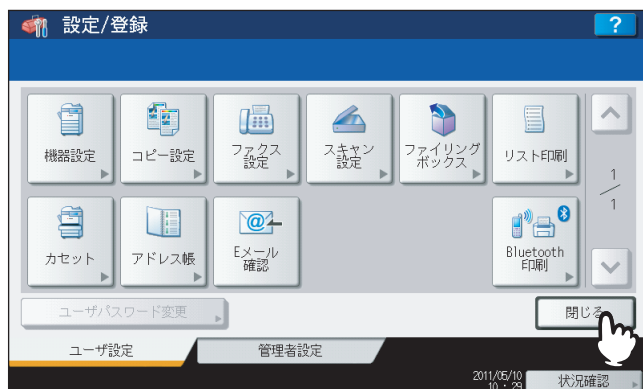 設定/登録
?
機器設定
コピー設定
ファクス
設定
スキャン
設定
ファイリング
ボックス
リスト印刷
1
1
カセット
アドレス帳
@
Eメール
確認
Bluetooth
印刷
ユーザパスワード変更
閉じる
ユーザ設定
管理者設定
2011/05/10
10 : 29
状況確認